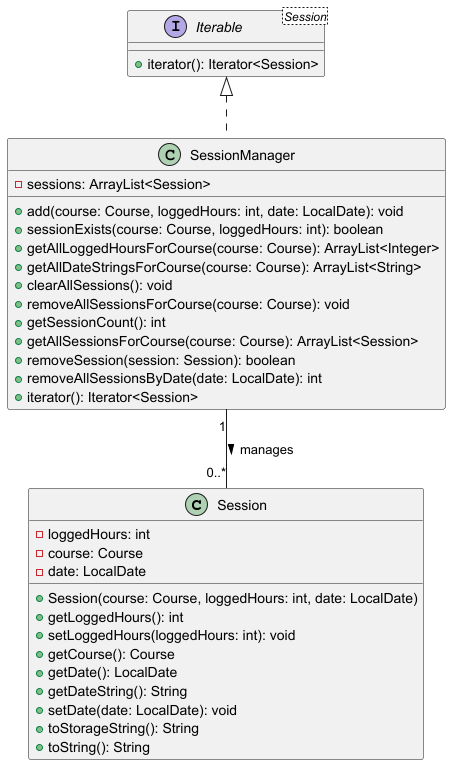 Session
I Iterable
iterator(): Iterator<Session>
C SessionManager
sessions: ArrayList<Session>
add(course: Course, loggedHours: int, date: LocalDate): void
sessionExists(course: Course, loggedHours: int): boolean
getAllLoggedHoursForCourse(course: Course): ArrayList<Integer>
getAllDateStringsForCourse(course: Course): ArrayList<String>
clearAllSessions(): void
removeAllSessionsForCourse(course: Course): void
getSessionCount(): int
getAllSessionsForCourse(course: Course): ArrayList<Session>
removeSession(session: Session): boolean
removeAllSessionsByDate(date: LocalDate): int
iterator(): Iterator<Session>
1
manages
0..*
C Session
loggedHours: int
course: Course
date: LocalDate
Session(course: Course, loggedHours: int, date: LocalDate)
getLoggedHours(): int
setLoggedHours(loggedHours: int): void
getCourse(): Course
getDate(): LocalDate
getDateString(): String
setDate(date: LocalDate): void
toStorageString(): String
toString(): String